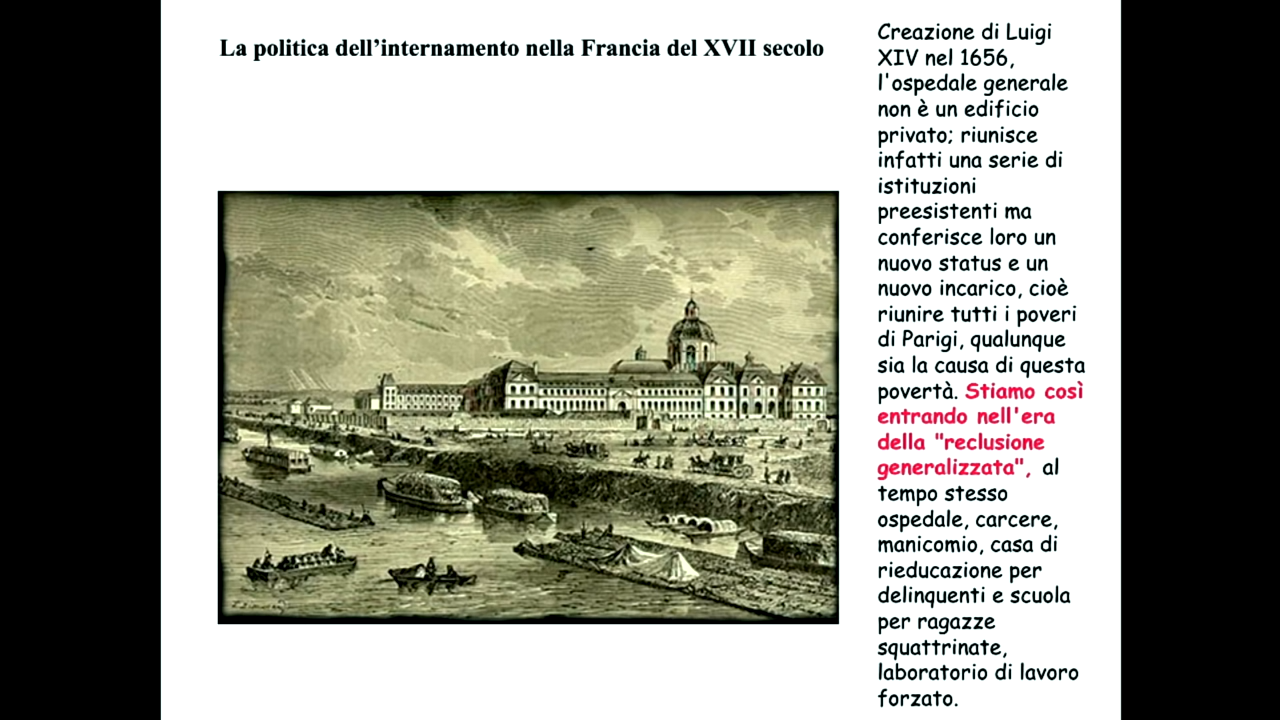 La politica dell’internamento nella Francia del XVII secolo
Creazione di Luigi
XIV nel 1656,
l'ospedale generale
non è un edificio
privato; riunisce
infatti una serie di
istituzioni
preesistenti ma
conferisce loro un
nuovo status e un
nuovo incarico, cioè
riunire tutti i poveri
di Parigi, qualunque
sia la causa di questa
povertà. Stiamo così
entrando nell'era
della "reclusione
generalizzata", al
tempo stesso
ospedale, carcere,
manicomio, casa di
rieducazione per
delinquenti e scuola
per ragazze
squattrinate,
laboratorio di lavoro
forzato.